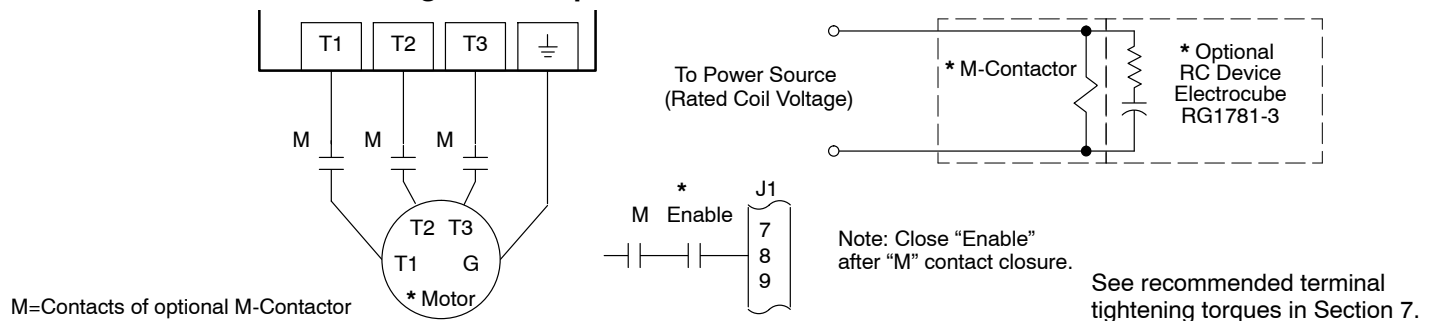 T1 T2 T3
M M M
T2 T3
T1 G
* Motor
M=Contacts of optional M-Contactor
To Power Source
(Rated Coil Voltage)
* M-Contactor
* Optional
RC Device
Electrocube
RG1781-3
*
M Enable
J1
7
8
9
Note: Close “Enable”
after “M” contact closure.
See recommended terminal
tightening torques in Section 7.